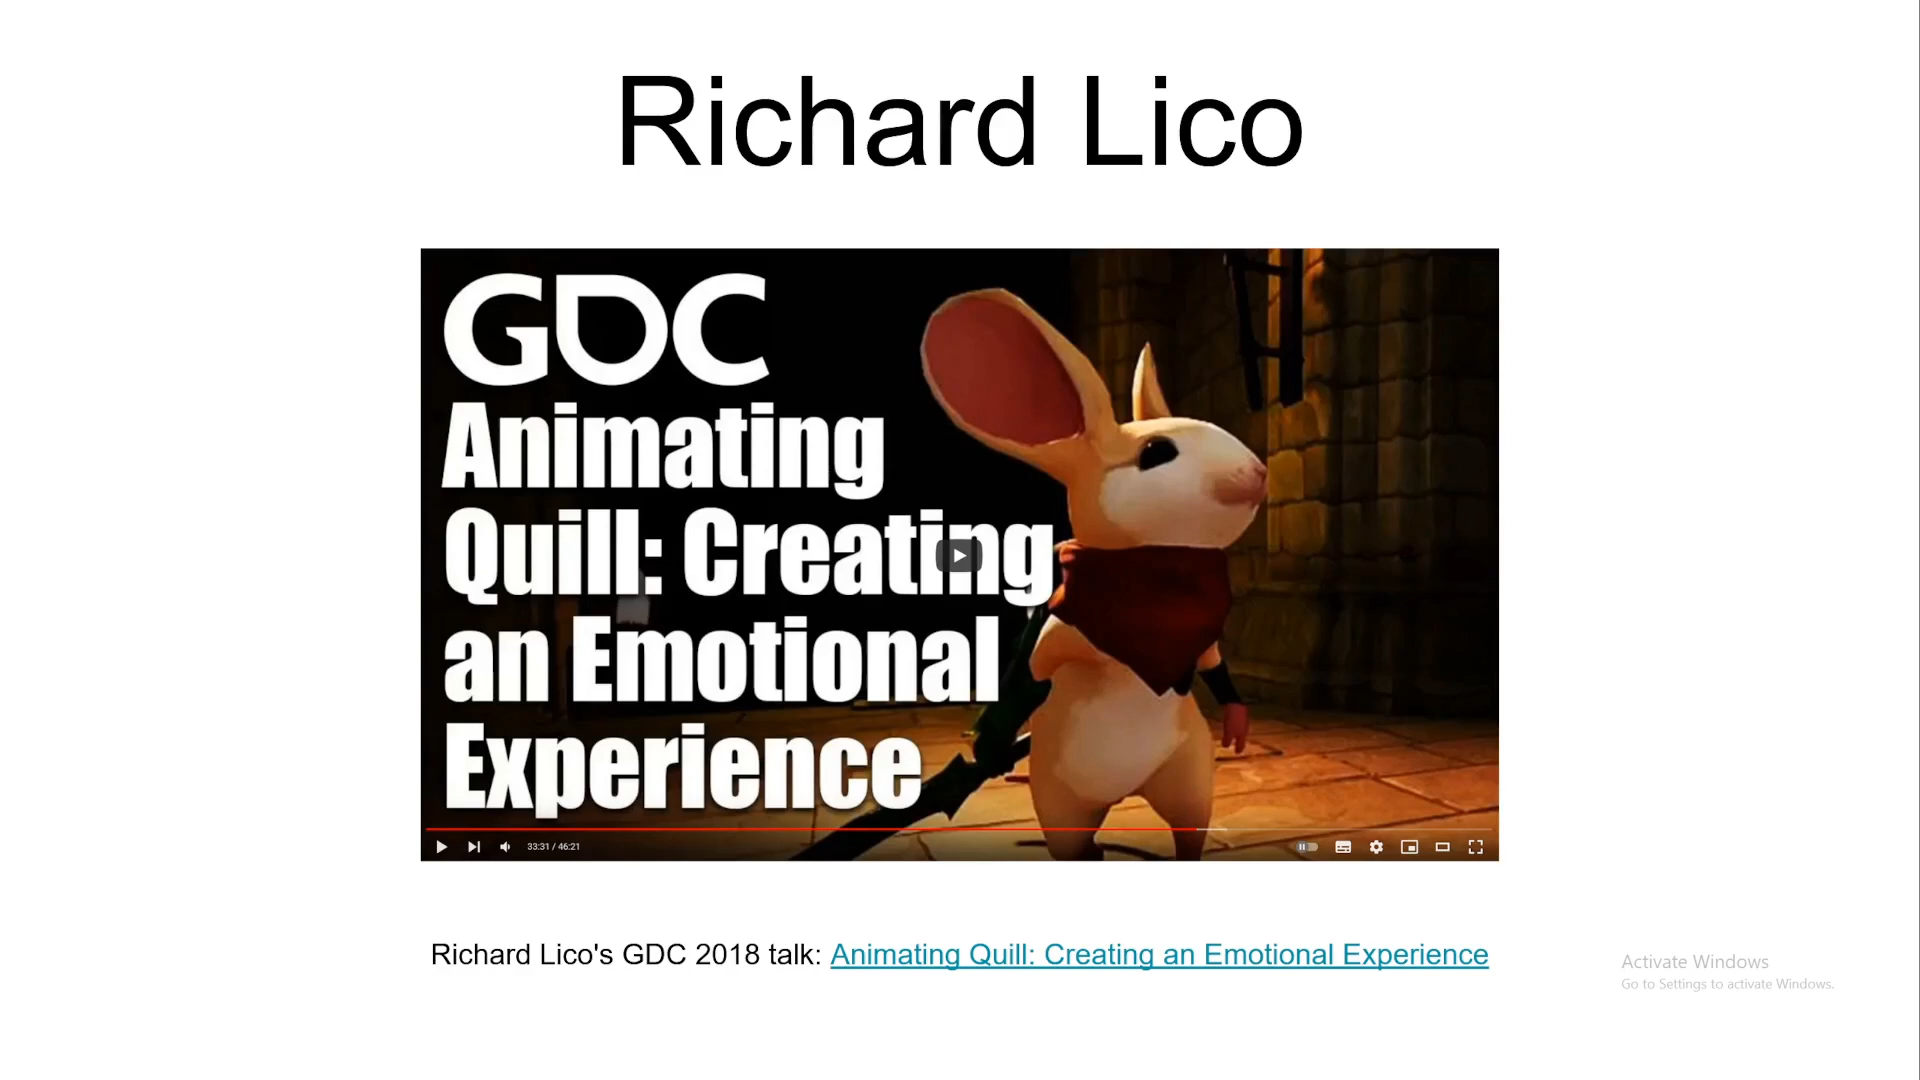 Richard Lico
GDC
Animating
Quill: Creating
an Emotional
Experience
33:31 / 46:21
Richard Lico's GDC 2018 talk: Animating Quill: Creating an Emotional Experience
Activate Windows
Go to Settings to activate Windows.